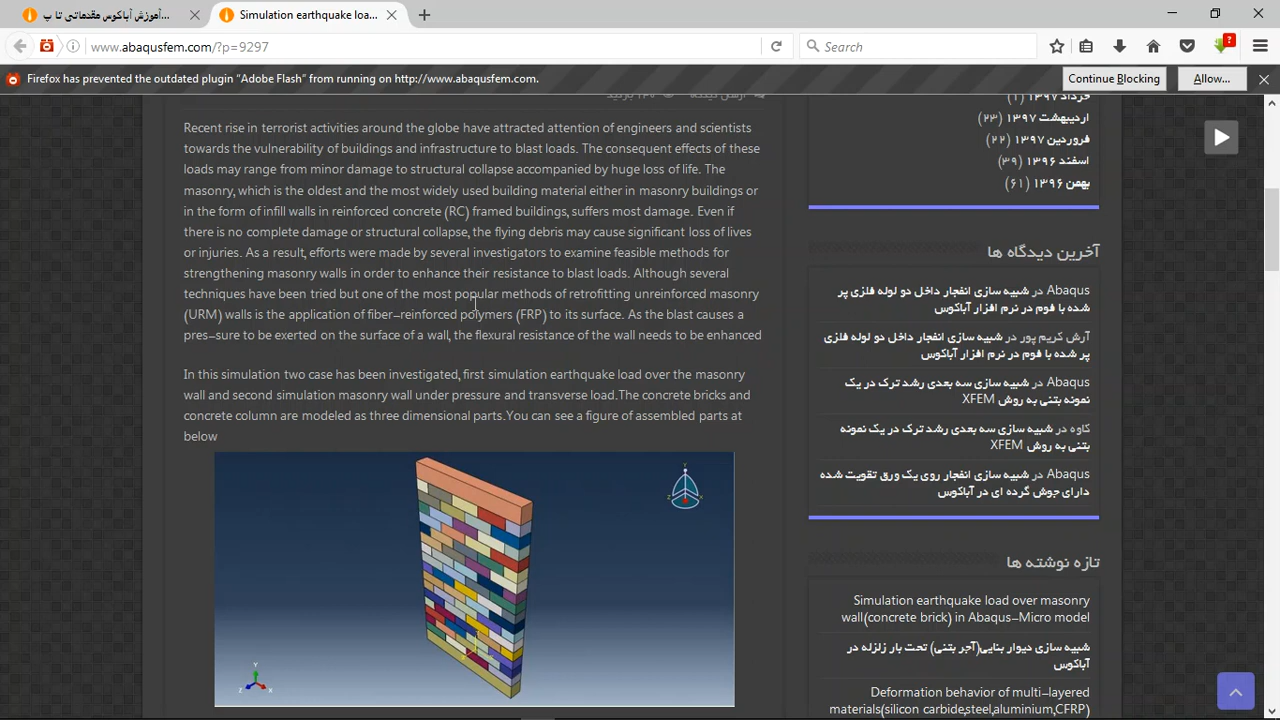 آموزش آباکوس مقدماتی تا پ...
Simulation earthquake loa...
www.abaqusfem.com/?p=9297
Search
Firefox has prevented the outdated plugin "Adobe Flash" from running on http://www.abaqusfem.com.
Continue Blocking
Allow...
Recent rise in terrorist activities around the globe have attracted attention of engineers and scientists
towards the vulnerability of buildings and infrastructure to blast loads. The consequent effects of these
loads may range from minor damage to structural collapse accompanied by huge loss of life. The
masonry, which is the oldest and the most widely used building material either in masonry buildings or
in the form of infill walls in reinforced concrete (RC) framed buildings, suffers most damage. Even if
there is no complete damage or structural collapse, the flying debris may cause significant loss of lives
or injuries. As a result, efforts were made by several investigators to examine feasible methods for
strengthening masonry walls in order to enhance their resistance to blast loads. Although several
techniques have been tried but one of the most popular methods of retrofitting unreinforced masonry
(URM) walls is the application of fiber-reinforced polymers (FRP) to its surface. As the blast causes a
pres-sure to be exerted on the surface of a wall, the flexural resistance of the wall needs to be enhanced
In this simulation two case has been investigated, first simulation earthquake load over the masonry
wall and second simulation masonry wall under pressure and transverse load.The concrete bricks and
concrete column are modeled as three dimensional parts.You can see a figure of assembled parts at
below
Y
Z
X
Y
Z
X
خرداد ۱۳۹۷ (۱)
اردیبهشت ۱۳۹۷ (۲۳)
فروردین ۱۳۹۷ (۲۲)
اسفند ۱۳۹۶ (۳۹)
بهمن ۱۳۹۶ (۶۱)
آخرین دیدگاه ها
Abaqus در شبیه سازی انفجار داخل دو لوله فلزی پر
شده با فوم در نرم افزار آباکوس
آرش کریم پور در شبیه سازی انفجار داخل دو لوله فلزی
پر شده با فوم در نرم افزار آباکوس
Abaqus در شبیه سازی سه بعدی رشد ترک در یک
نمونه بتنی به روش XFEM
کاوه در شبیه سازی سه بعدی رشد ترک در یک نمونه
بتنی به روش XFEM
Abaqus در شبیه سازی انفجار روی یک ورق تقویت شده
دارای جوش گرده ای در آباکوس
تازه نوشته ها
Simulation earthquake load over masonry
wall(concrete brick) in Abaqus-Micro model
شبیه سازی دیوار بنایی(آجر بتنی) تحت بار زلزله در
آباکوس
Deformation behavior of multi-layered
materials(silicon carbide,steel,aluminium,CFRP)